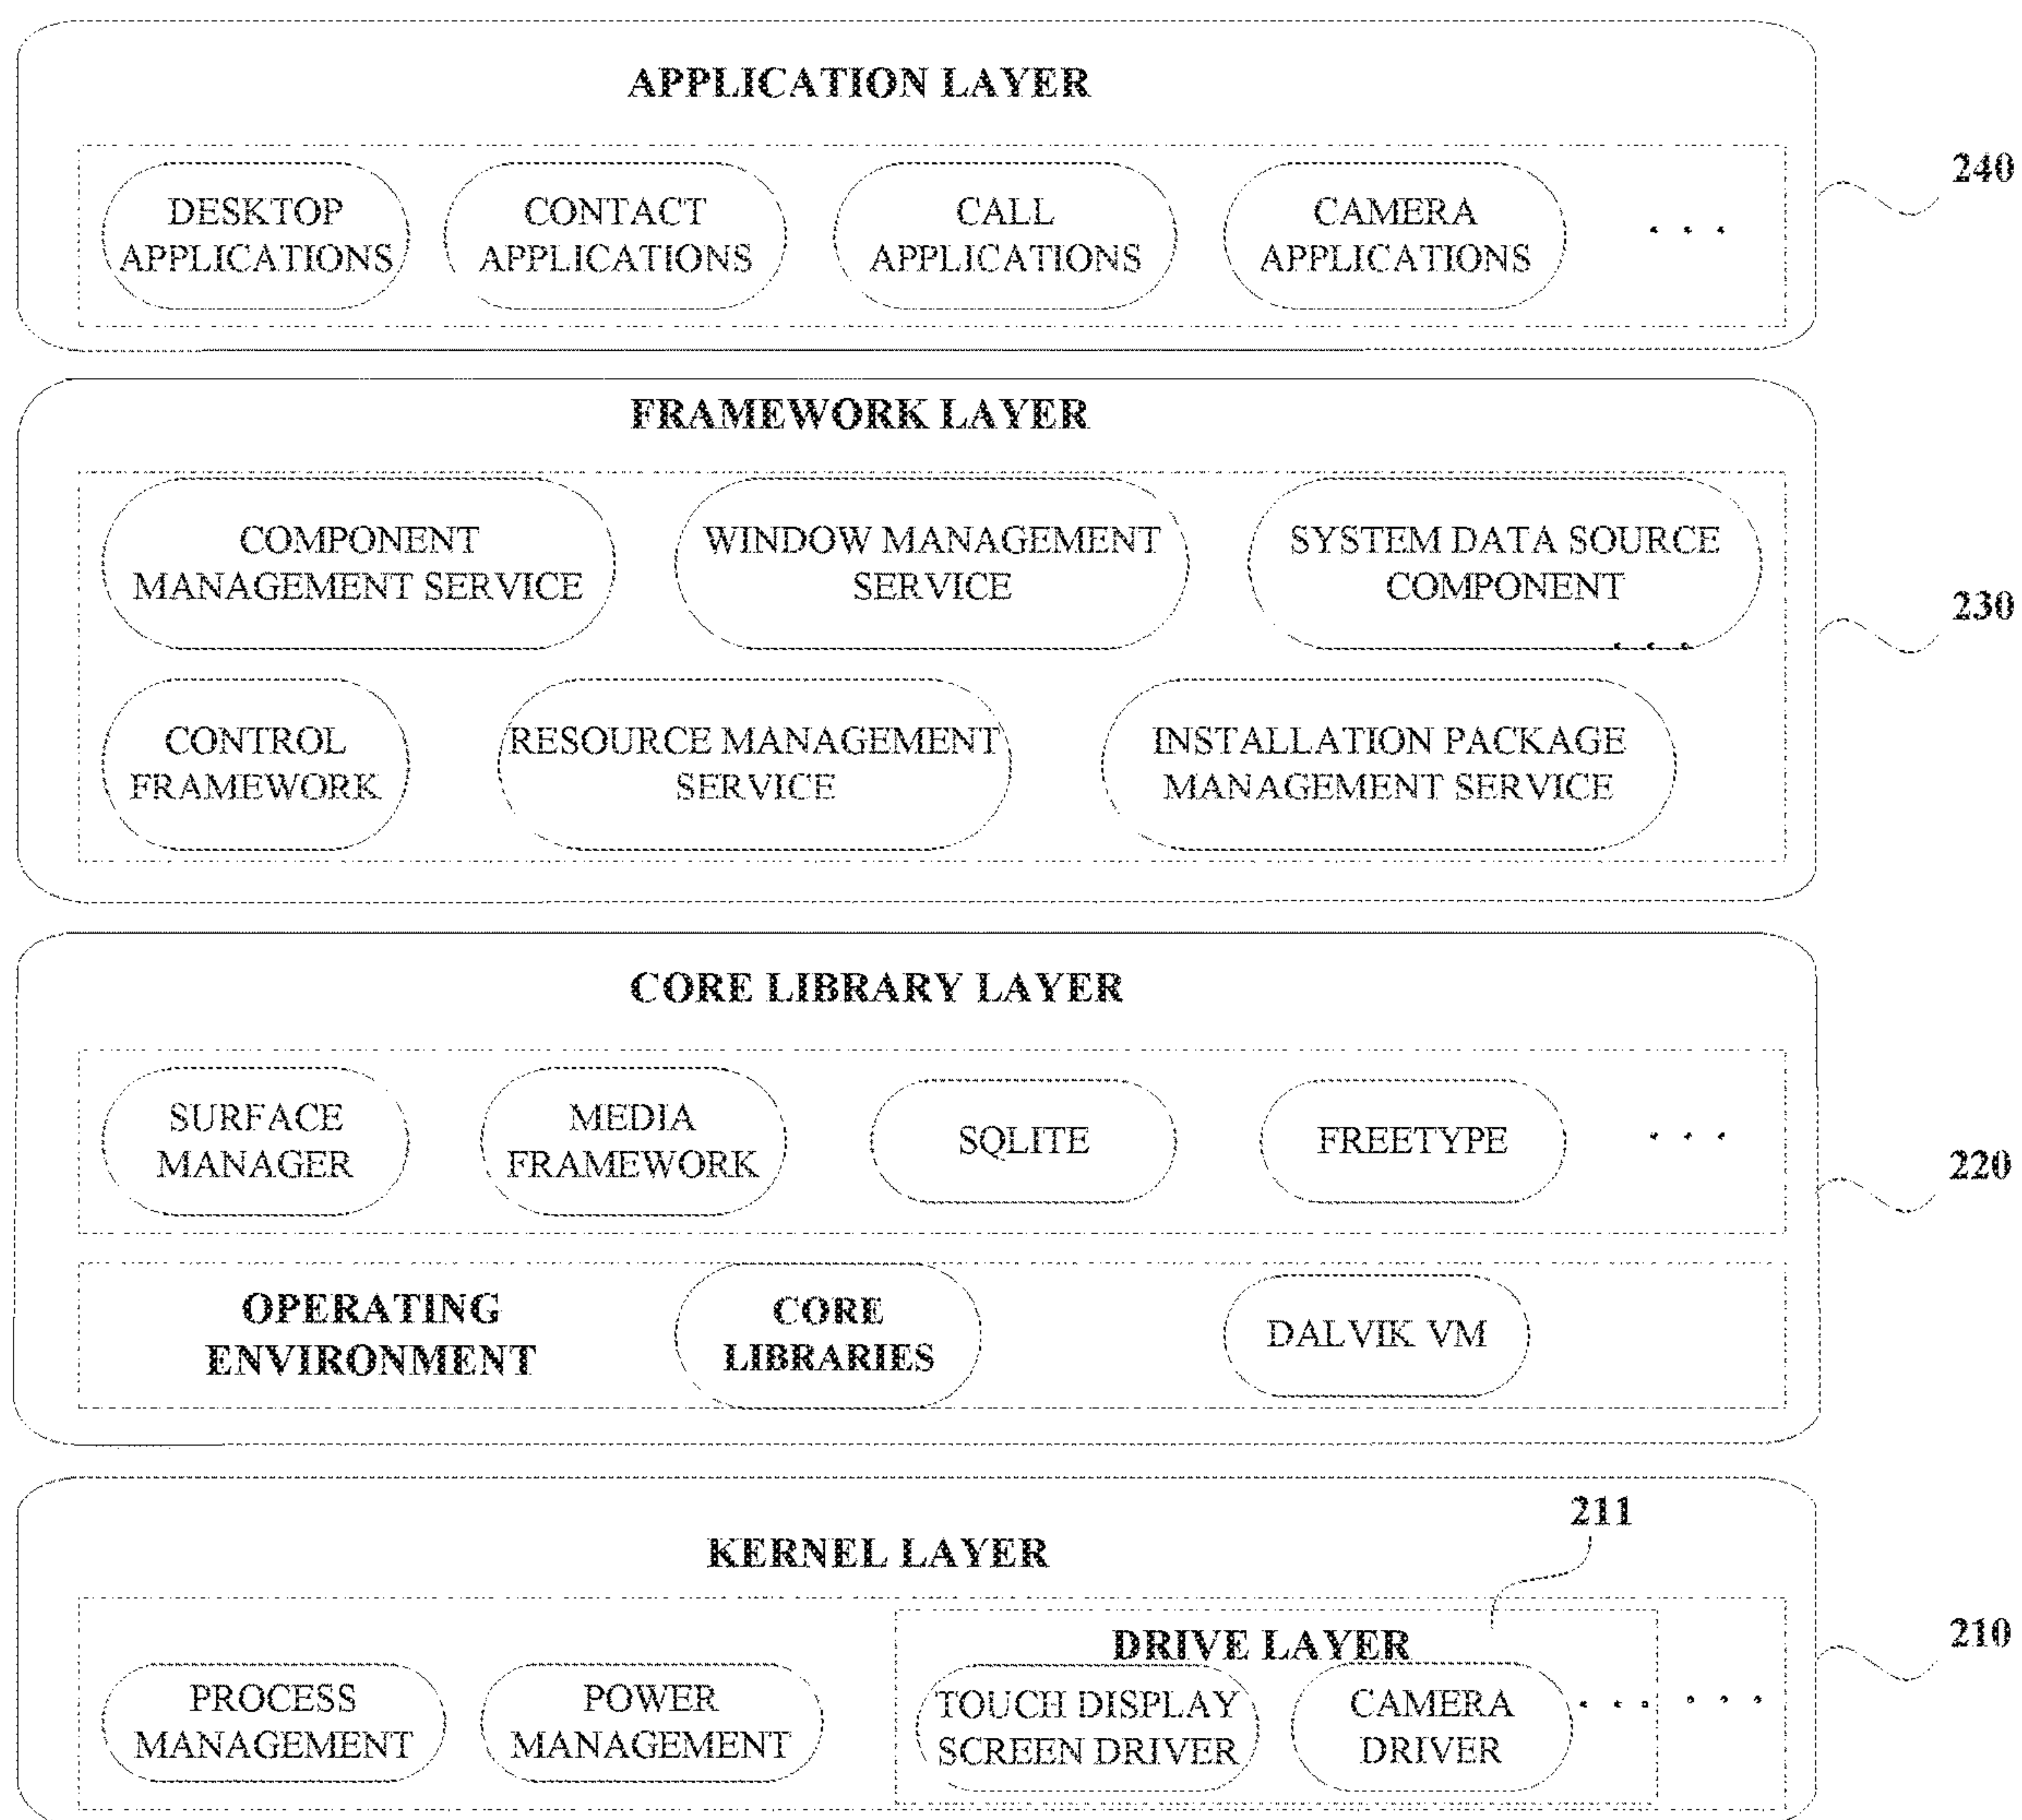 APPLICATION LAYER
DESKTOP
APPLICATIONS
CONTACT
APPLICATIONS
CALL
APPLICATIONS
CAMERA
APPLICATIONS
. . .
240
FRAMEWORK LAYER
COMPONENT
MANAGEMENT SERVICE
WINDOW MANAGEMENT
SERVICE
SYSTEM DATA SOURCE
COMPONENT
. . .
230
CONTROL
FRAMEWORK
RESOURCE MANAGEMENT
SERVICE
INSTALLATION PACKAGE
MANAGEMENT SERVICE
CORE LIBRARY LAYER
SURFACE
MANAGER
MEDIA
FRAMEWORK
SQLITE
FREETYPE
. . .
220
OPERATING
ENVIRONMENT
CORE
LIBRARIES
DALVIK VM
211
KERNEL LAYER
210
DRIVE LAYER
PROCESS
MANAGEMENT
POWER
MANAGEMENT
TOUCH DISPLAY
SCREEN DRIVER
CAMERA
DRIVER
. . . . . .